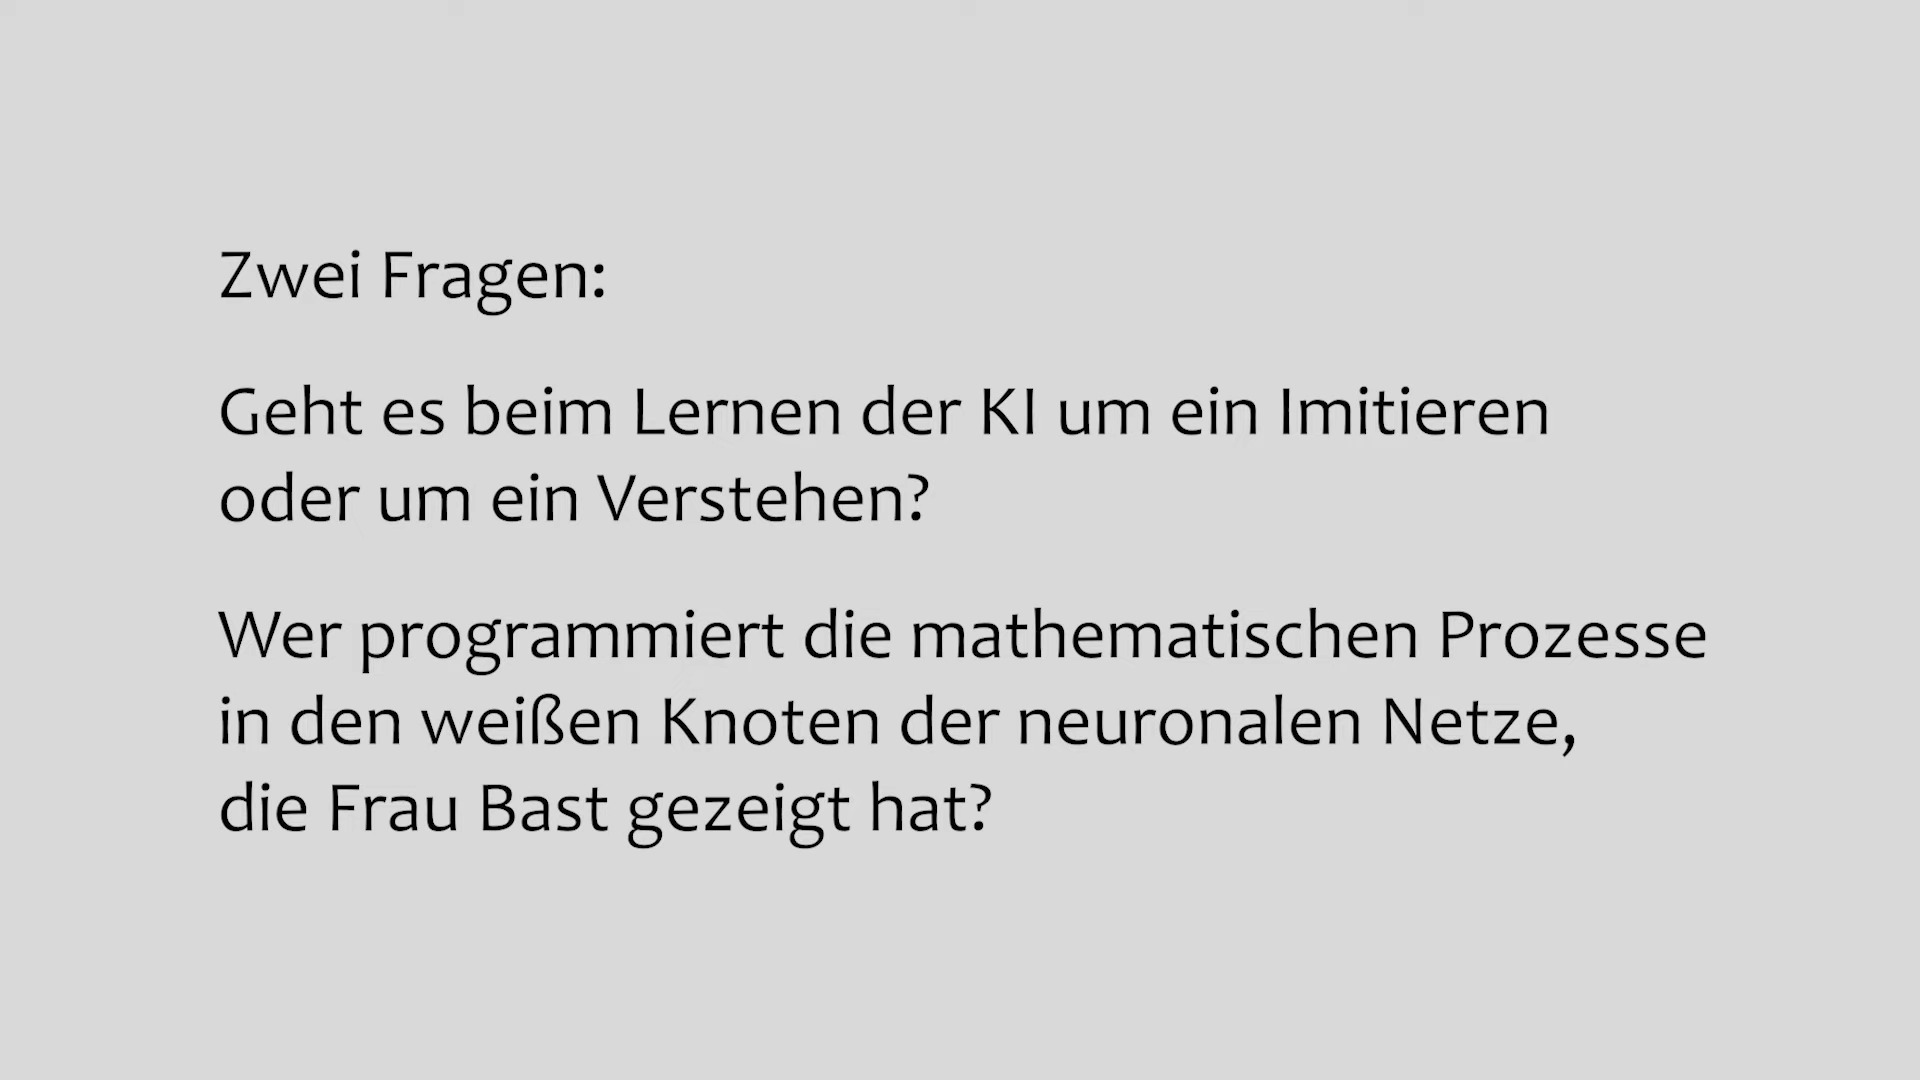 Zwei Fragen:
Geht es beim Lernen der KI um ein Imitieren
oder um ein Verstehen?
Wer programmiert die mathematischen Prozesse
in den weißen Knoten der neuronalen Netze,
die Frau Bast gezeigt hat?